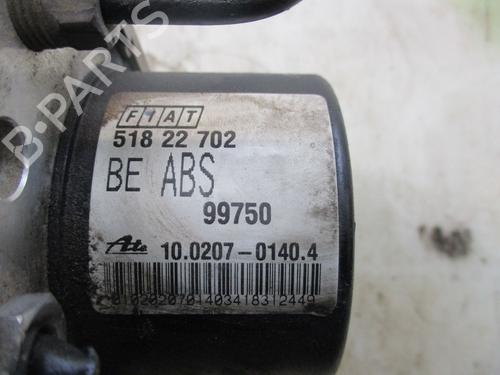 B-PARTS
FIAT
518 22 702
BE ABS
99750
Ate 10.0207-0140.4